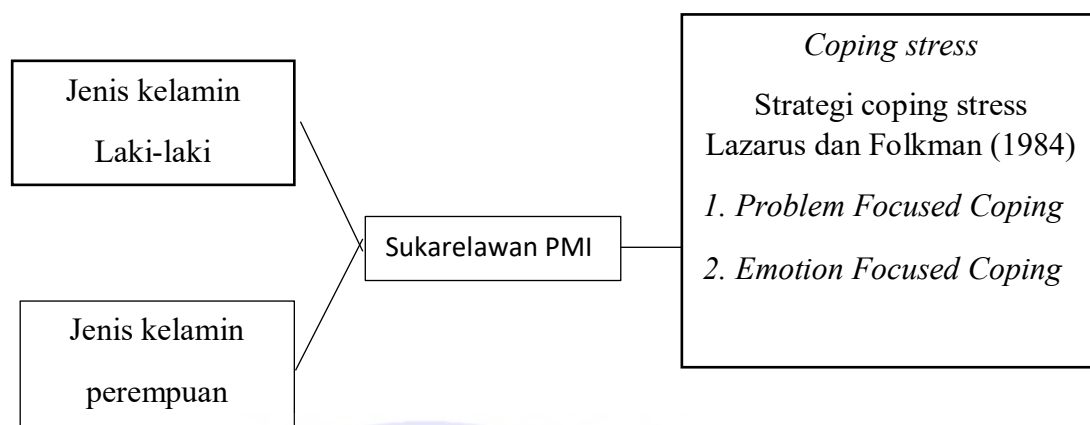 Jenis kelamin
Laki-laki
Jenis kelamin
perempuan
Sukarelawan PMI
Coping stress
Strategi coping stress
Lazarus dan Folkman (1984)
1. Problem Focused Coping
2. Emotion Focused Coping